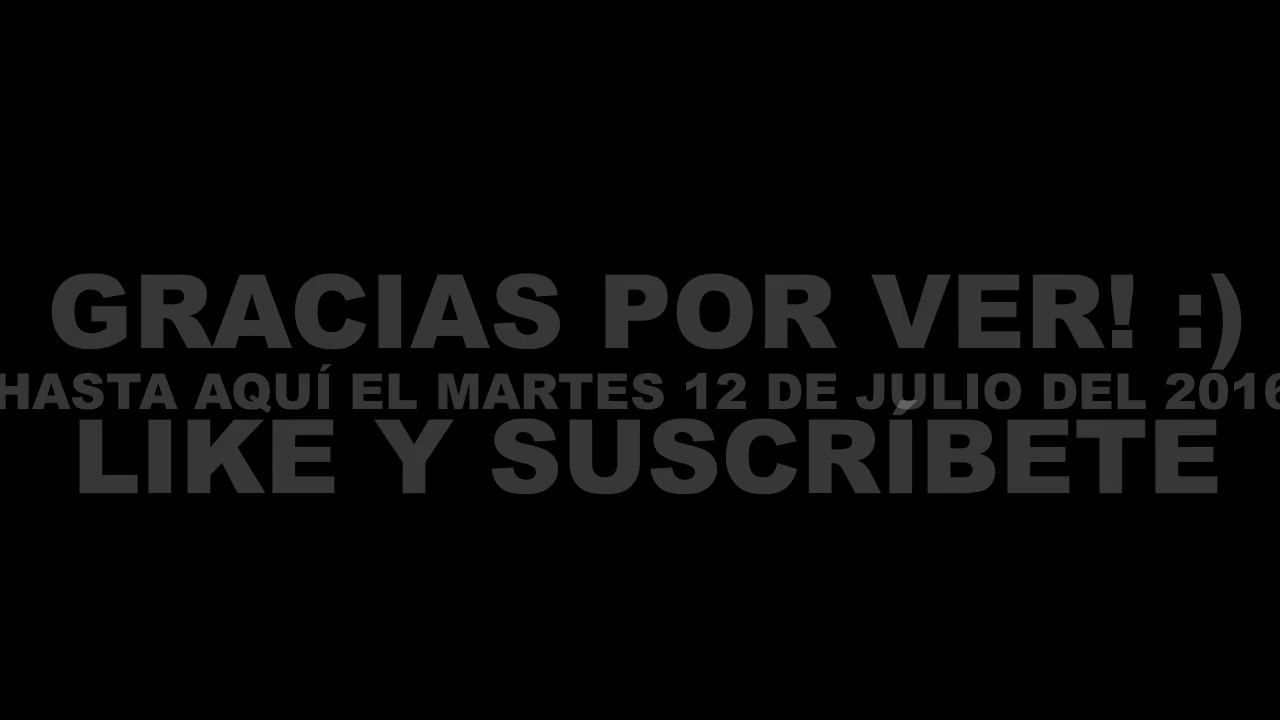 GRACIAS POR VER! :)
HASTA AQUÍ EL MARTES 12 DE JULIO DEL 2016
LIKE Y SUSCRÍBETE